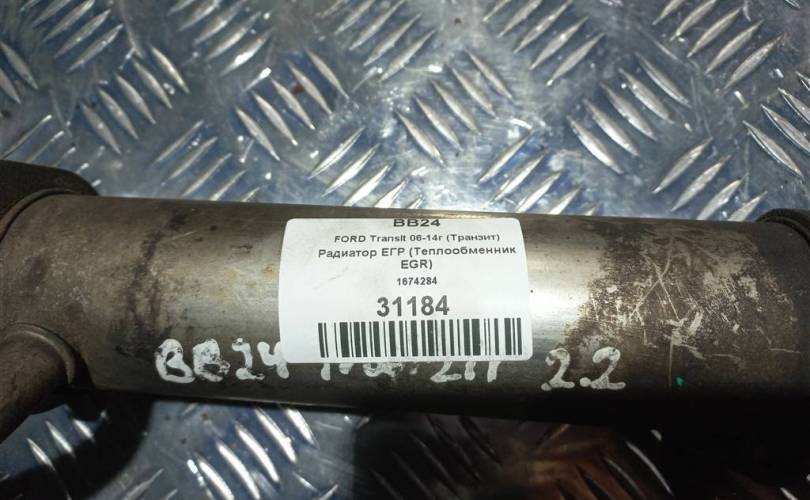 BB24
FORD Transit 06-14г (Транзит)
Радиатор ЕГР (Теплообменник
EGR)
1674284
31184
BB24 2.2